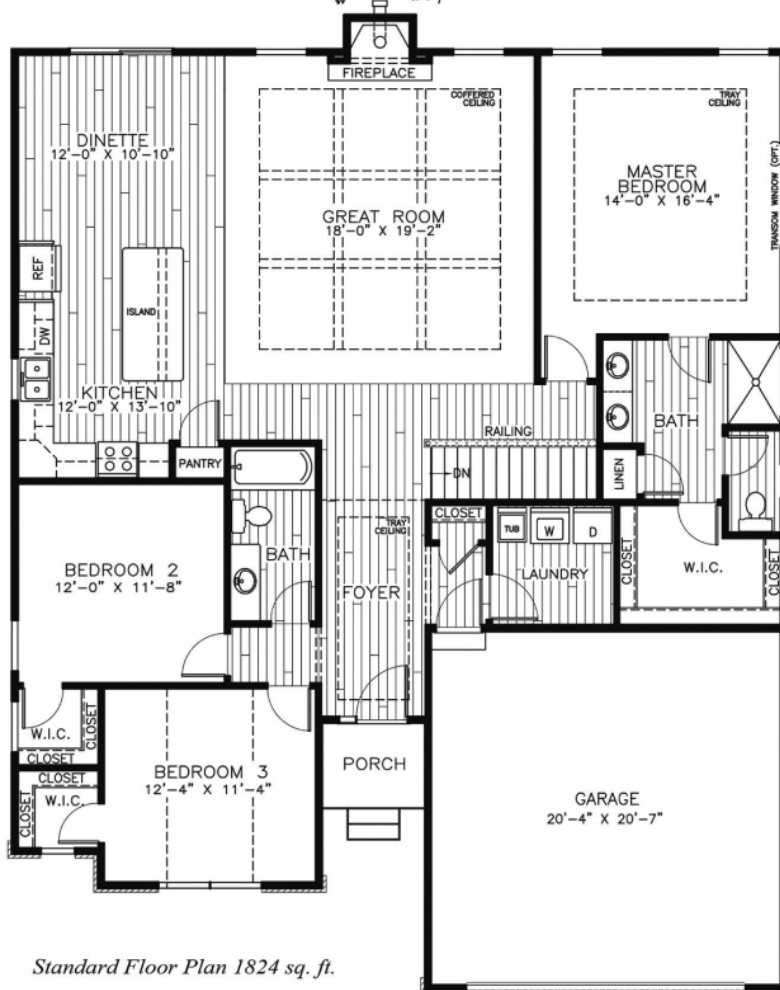 FIREPLACE
COFFERED
CEILING
TRAY
CEILING
DINETTE
12'-0" X 10'-10"
MASTER
BEDROOM
14'-0" X 16'-4"
TRANSOM WINDOW (OPT.)
GREAT ROOM
18'-0" X 19'-2"
REF
ISLAND
DW
KITCHEN
12'-0" X 13'-10"
BATH
RAILING
PANTRY
DN
LINEN
CLOSET
TUB
W
D
TRAY
CEILING
BATH
BEDROOM 2
12'-0" X 11'-8"
LAUNDRY
CLOSET
W.I.C.
CLOSET
FOYER
W.I.C.
CLOSET
CLOSET
CLOSET
W.I.C.
CLOSET
PORCH
BEDROOM 3
12'-4" X 11'-4"
GARAGE
20'-4" X 20'-7"
Standard Floor Plan 1824 sq. ft.